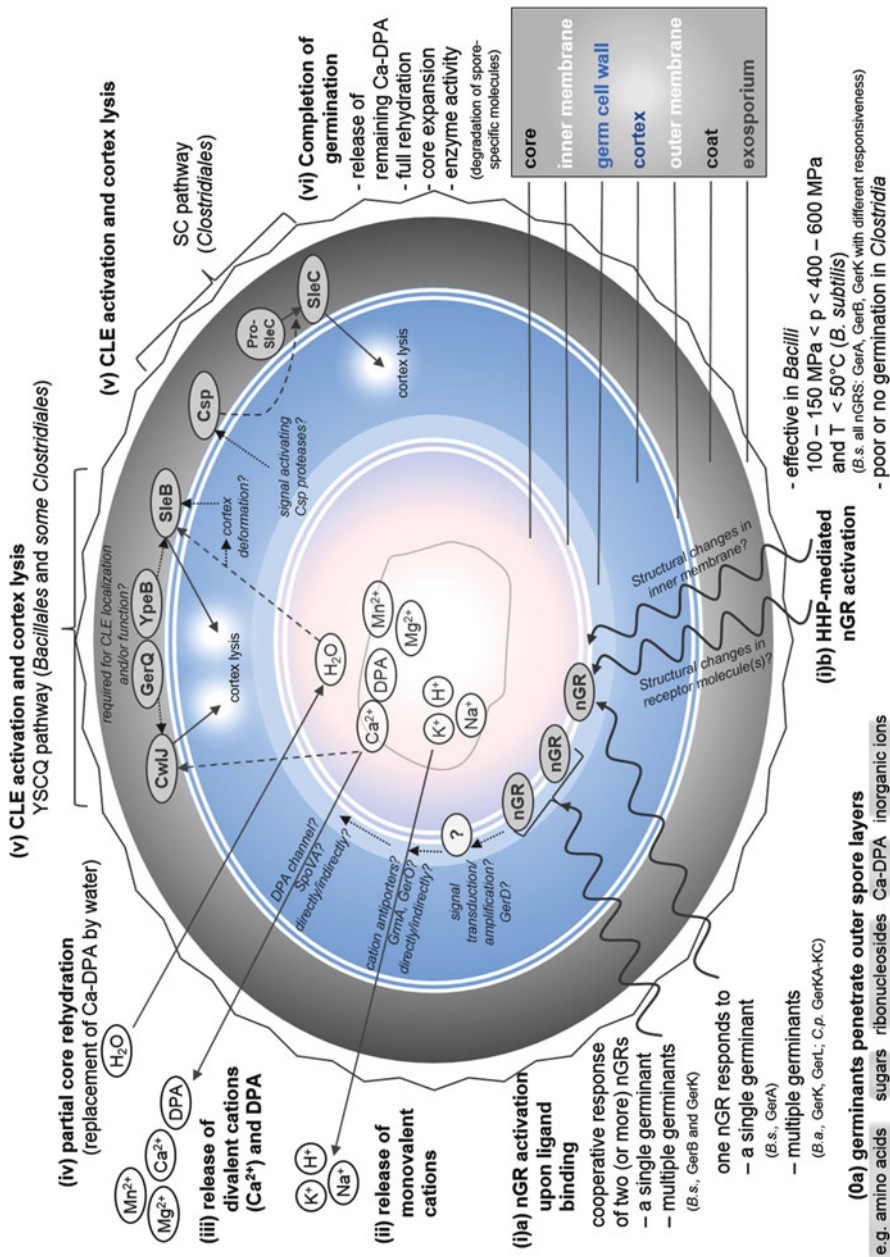 (v) CLE activation and cortex lysis
YSCQ pathway (Bacillales and some Clostridiales)
(v) CLE activation and cortex lysis
SC pathway
(Clostridiales)
(iv) partial core rehydration
(replacement of Ca-DPA by water)
H₂O
Mn²⁺
Mg²⁺
Ca²⁺
DPA
(iii) release of
divalent cations
(Ca²⁺) and DPA
K⁺
H⁺
Na⁺
(ii) release of
monovalent
cations
(i)a) nGR activation
upon ligand
binding
cooperative response
of two (or more) nGRs
– a single germinant
– multiple germinants
(B.s., GerB and GerK)
one nGR responds to
– a single germinant
(B.s., GerA)
– multiple germinants
(B.a., GerK, GerL; C.p. GerKA-KC)
(0a) germinants penetrate outer spore layers
e.g. amino acids sugars ribonucleosides Ca-DPA inorganic ions
required for CLE localization
and/or function?
CwlJ
GerQ
YpeB
SleB
cortex lysis
cortex
deformation?
Csp
Pro-
SleC
SleC
signal activating
Csp proteases?
cortex lysis
H₂O
Ca²⁺
DPA
Mn²⁺
Mg²⁺
K⁺
H⁺
Na⁺
DPA channel?
SpoVA?
directly/indirectly?
cation antiporters?
GrmA, GerO?
directly/indirectly?
?
signal
transduction/
amplification?
GerD?
nGR
nGR
nGR
Structural changes in
receptor molecule(s)?
Structural changes in
inner membrane?
(i)b) HHP-mediated
nGR activation
- effective in Bacilli
100 – 150 MPa < p < 400 – 600 MPa
and T < 50°C (B. subtilis)
(B.s. all nGRS: GerA, GerB, GerK with different responsiveness)
- poor or no germination in Clostridia
(vi) Completion of
germination
- release of
remaining Ca-DPA
- full rehydration
- core expansion
- enzyme activity
(degradation of spore-
specific molecules)
core
inner membrane
germ cell wall
cortex
outer membrane
coat
exosporium